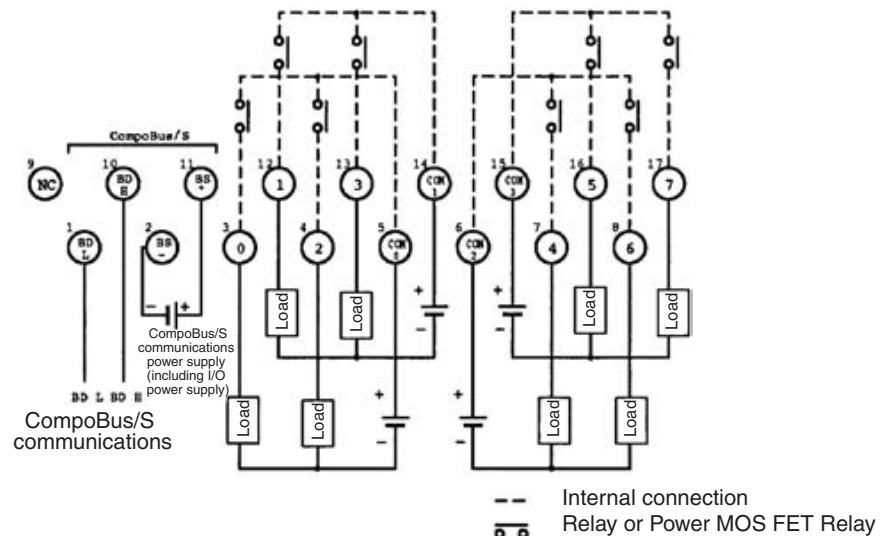 CompoBus/S
9 10 11 12 13 14 15 16 17
NC BD H BS + 1 3 COM 1 COM 3 5 7
1 2 3 4 5 6 7 8
BD L BS − 0 2 COM 0 COM 2 4 6
Load Load + − + − Load Load
− +
CompoBus/S
communications
power supply
(including I/O
power supply)
BD L BD H
CompoBus/S
communications
Load Load + − + − Load Load
Internal connection
Relay or Power MOS FET Relay